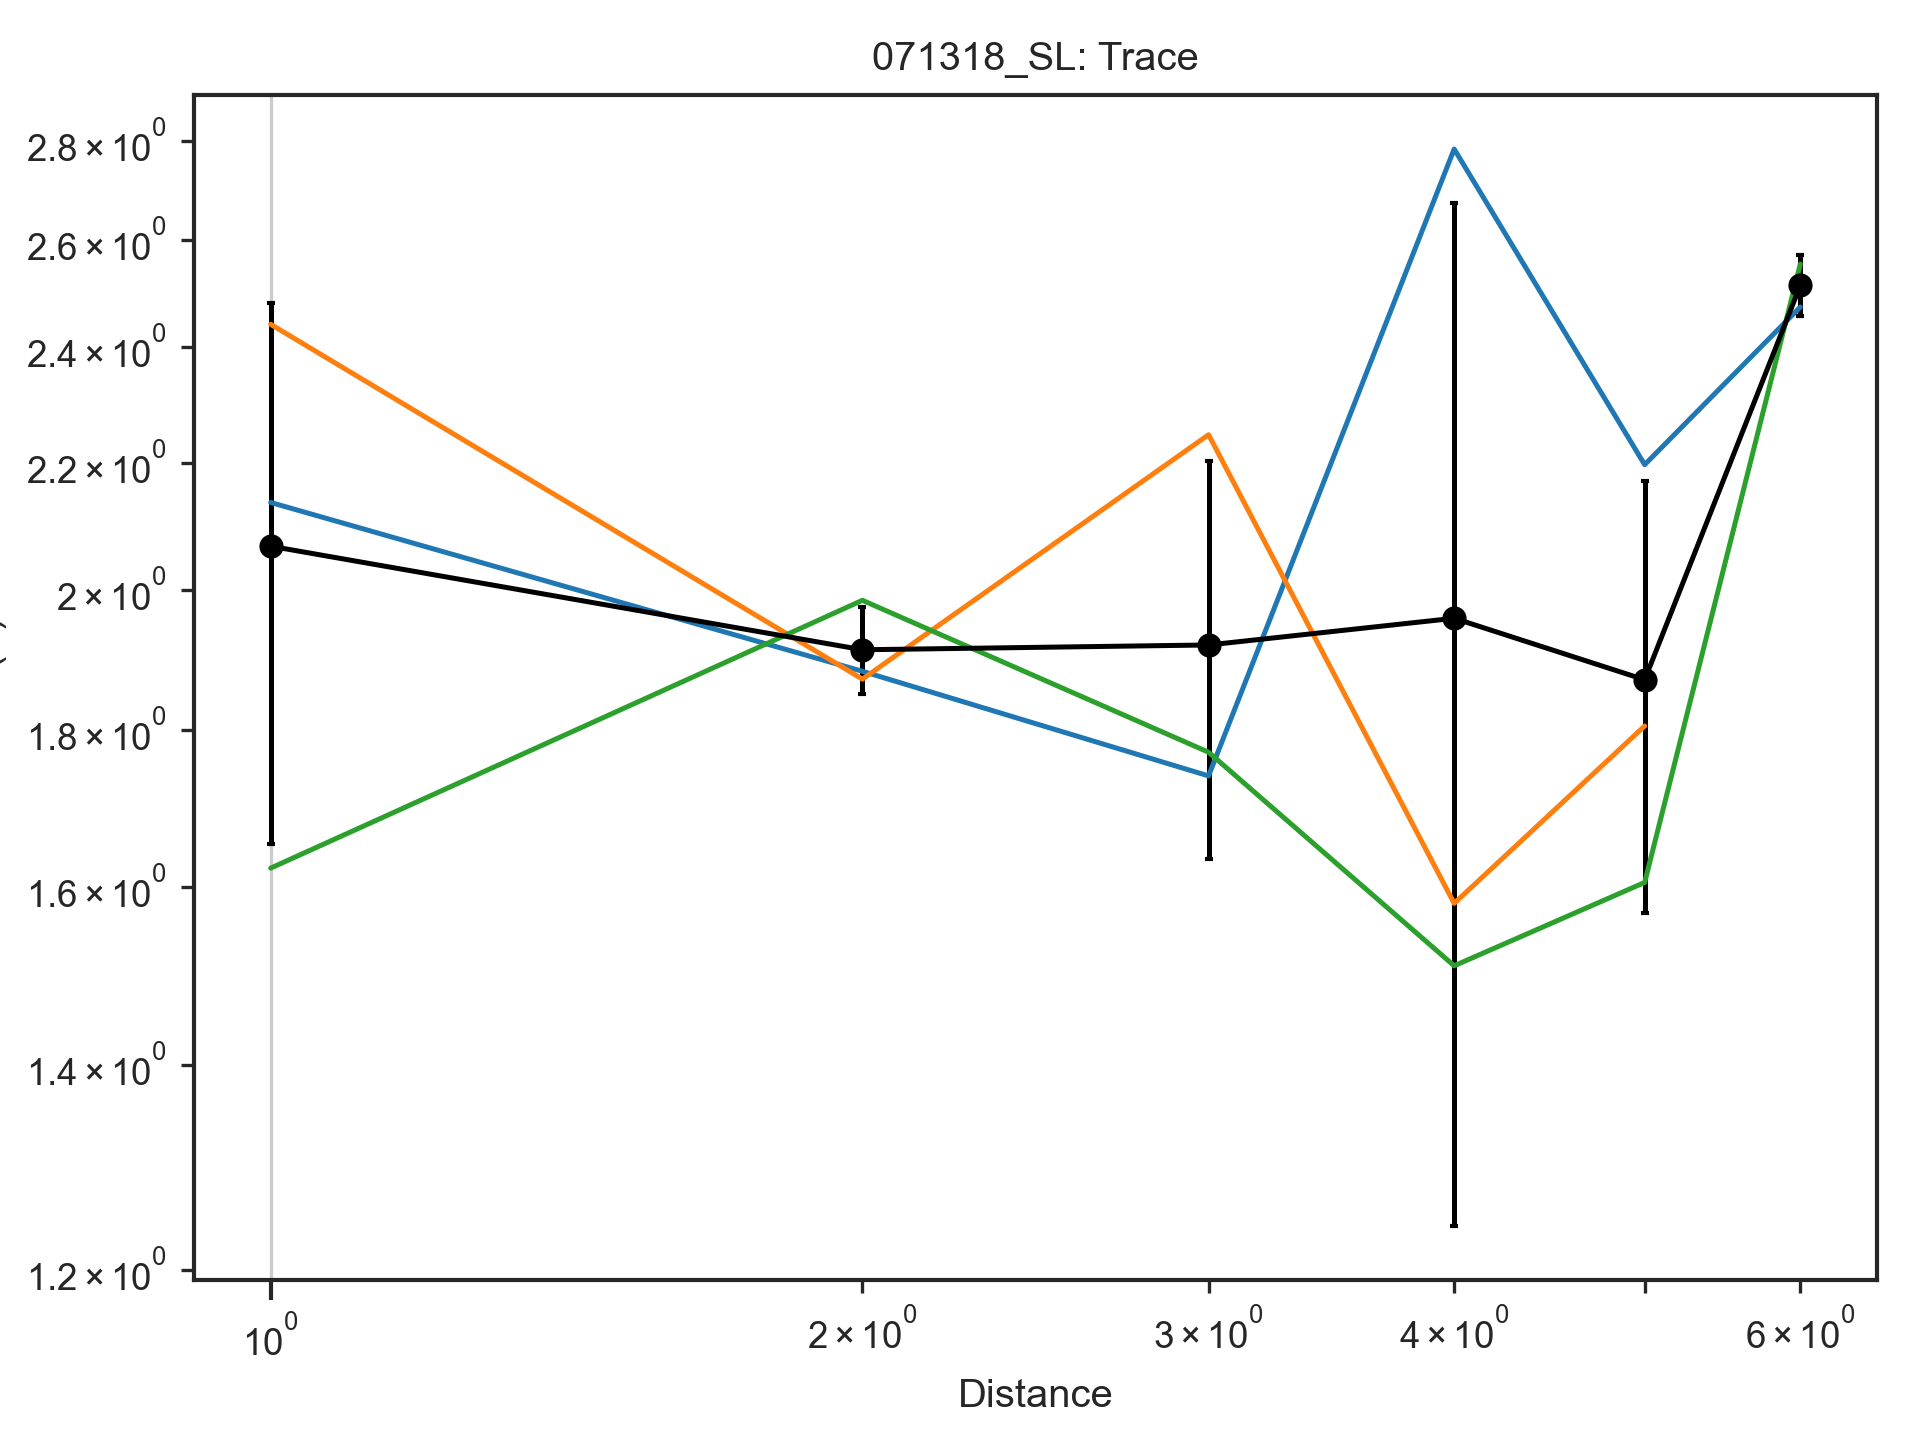 071318_SL: Trace
2.8 × 10⁰
2.6 × 10⁰
2.4 × 10⁰
2.2 × 10⁰
2 × 10⁰
1.8 × 10⁰
1.6 × 10⁰
1.4 × 10⁰
1.2 × 10⁰
10⁰
2 × 10⁰
3 × 10⁰
4 × 10⁰
6 × 10⁰
Distance